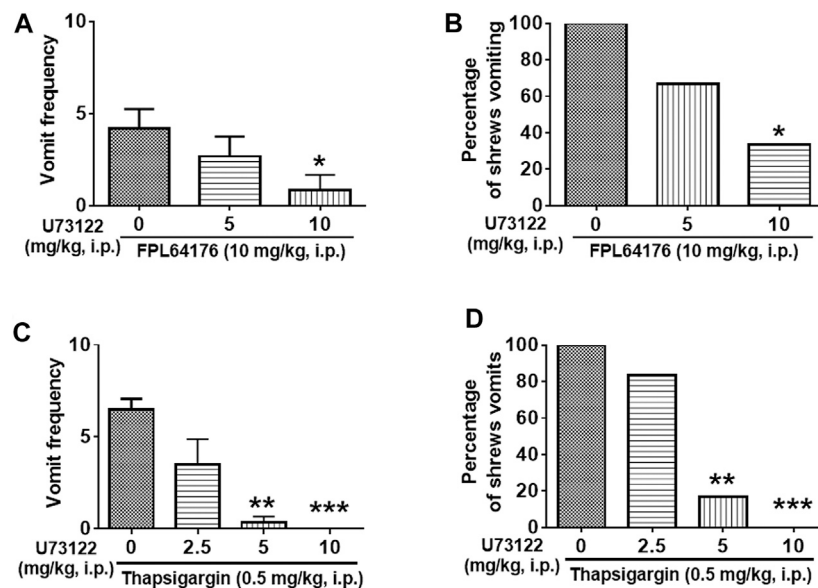 A
Vomit frequency
10
5
0
*
U73122
(mg/kg, i.p.)
0 5 10
FPL64176 (10 mg/kg, i.p.)
B
Percentage
of shrews vomiting
100
80
60
40
20
0
*
U73122
(mg/kg, i.p.)
0 5 10
FPL64176 (10 mg/kg, i.p.)
C
Vomit frequency
10
5
0
** ***
U73122
(mg/kg, i.p.)
0 2.5 5 10
Thapsigargin (0.5 mg/kg, i.p.)
D
Percentage
of shrews vomits
100
80
60
40
20
0
** ***
U73122
(mg/kg, i.p.)
0 2.5 5 10
Thapsigargin (0.5 mg/kg, i.p.)